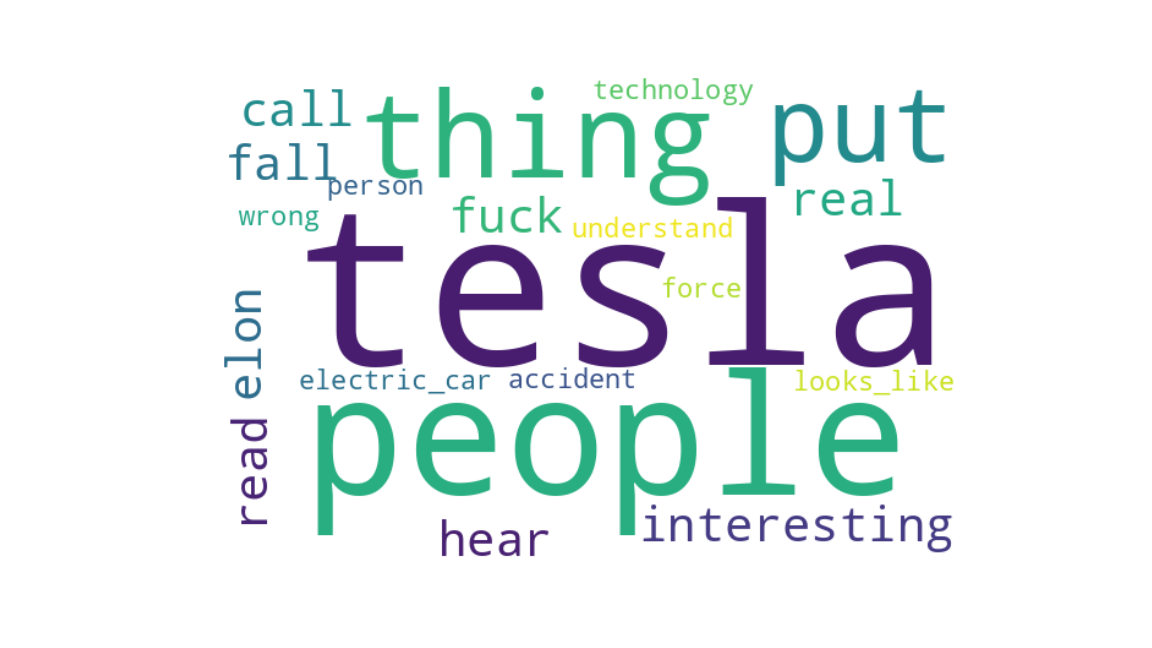 technology
call
thing
put
fall
person
real
wrong
fuck
understand
tesla
force
elon
electric_car
accident
looks_like
people
read
interesting
hear